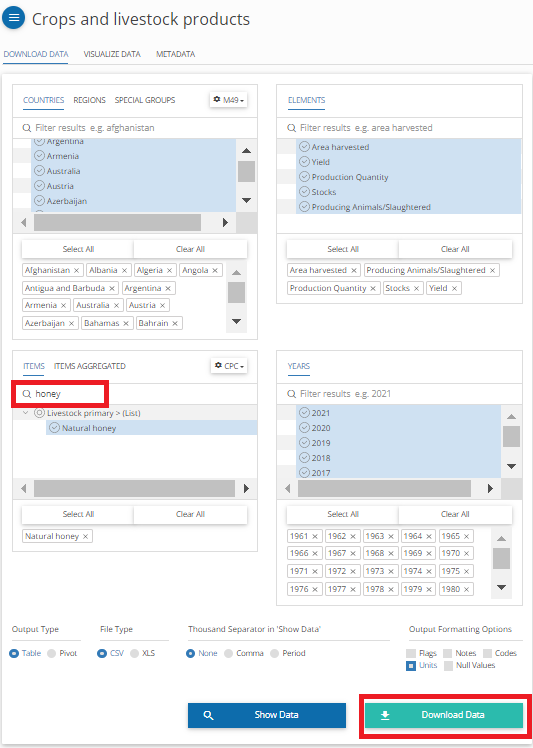 Crops and livestock products
DOWNLOAD DATA VISUALIZE DATA METADATA
COUNTRIES REGIONS SPECIAL GROUPS M49
Filter results e.g. afghanistan
Argentina
Armenia
Australia
Austria
Azerbaijan
Select All Clear All
Afghanistan × Albania × Algeria × Angola ×
Antigua and Barbuda × Argentina ×
Armenia × Australia × Austria ×
Azerbaijan × Bahamas × Bahrain ×
ELEMENTS
Filter results e.g. area harvested
Area harvested
Yield
Production Quantity
Stocks
Producing Animals/Slaughtered
Select All Clear All
Area harvested × Producing Animals/Slaughtered ×
Production Quantity × Stocks × Yield ×
ITEMS ITEMS AGGREGATED CPC
honey
Livestock primary > (List)
Natural honey
Select All Clear All
Natural honey ×
YEARS
Filter results e.g. 2021
2021
2020
2019
2018
2017
Select All Clear All
1961 × 1962 × 1963 × 1964 × 1965 ×
1966 × 1967 × 1968 × 1969 × 1970 ×
1971 × 1972 × 1973 × 1974 × 1975 ×
1976 × 1977 × 1978 × 1979 × 1980 ×
Output Type
Table Pivot
File Type
CSV XLS
Thousand Separator in 'Show Data'
None Comma Period
Output Formatting Options
Flags Notes Codes
Units Null Values
Show Data
Download Data